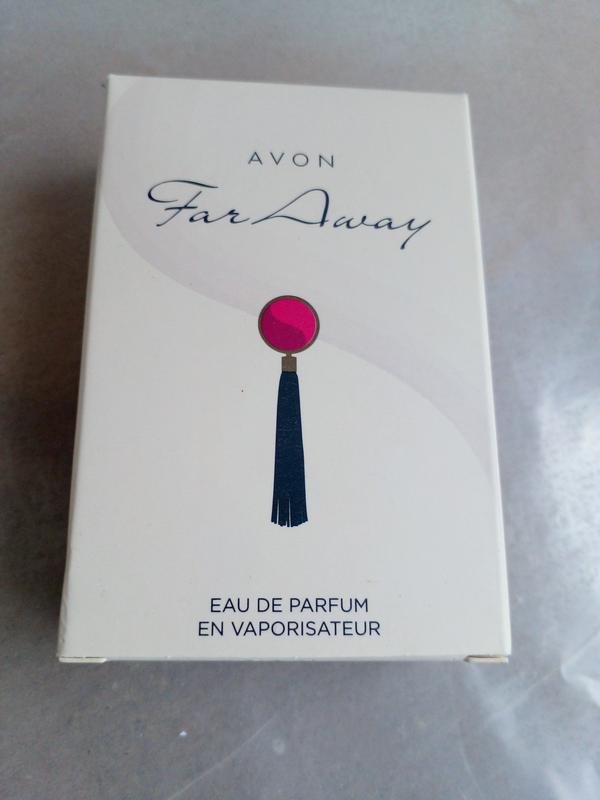 AVON
Far Away
EAU DE PARFUM
EN VAPORISATEUR